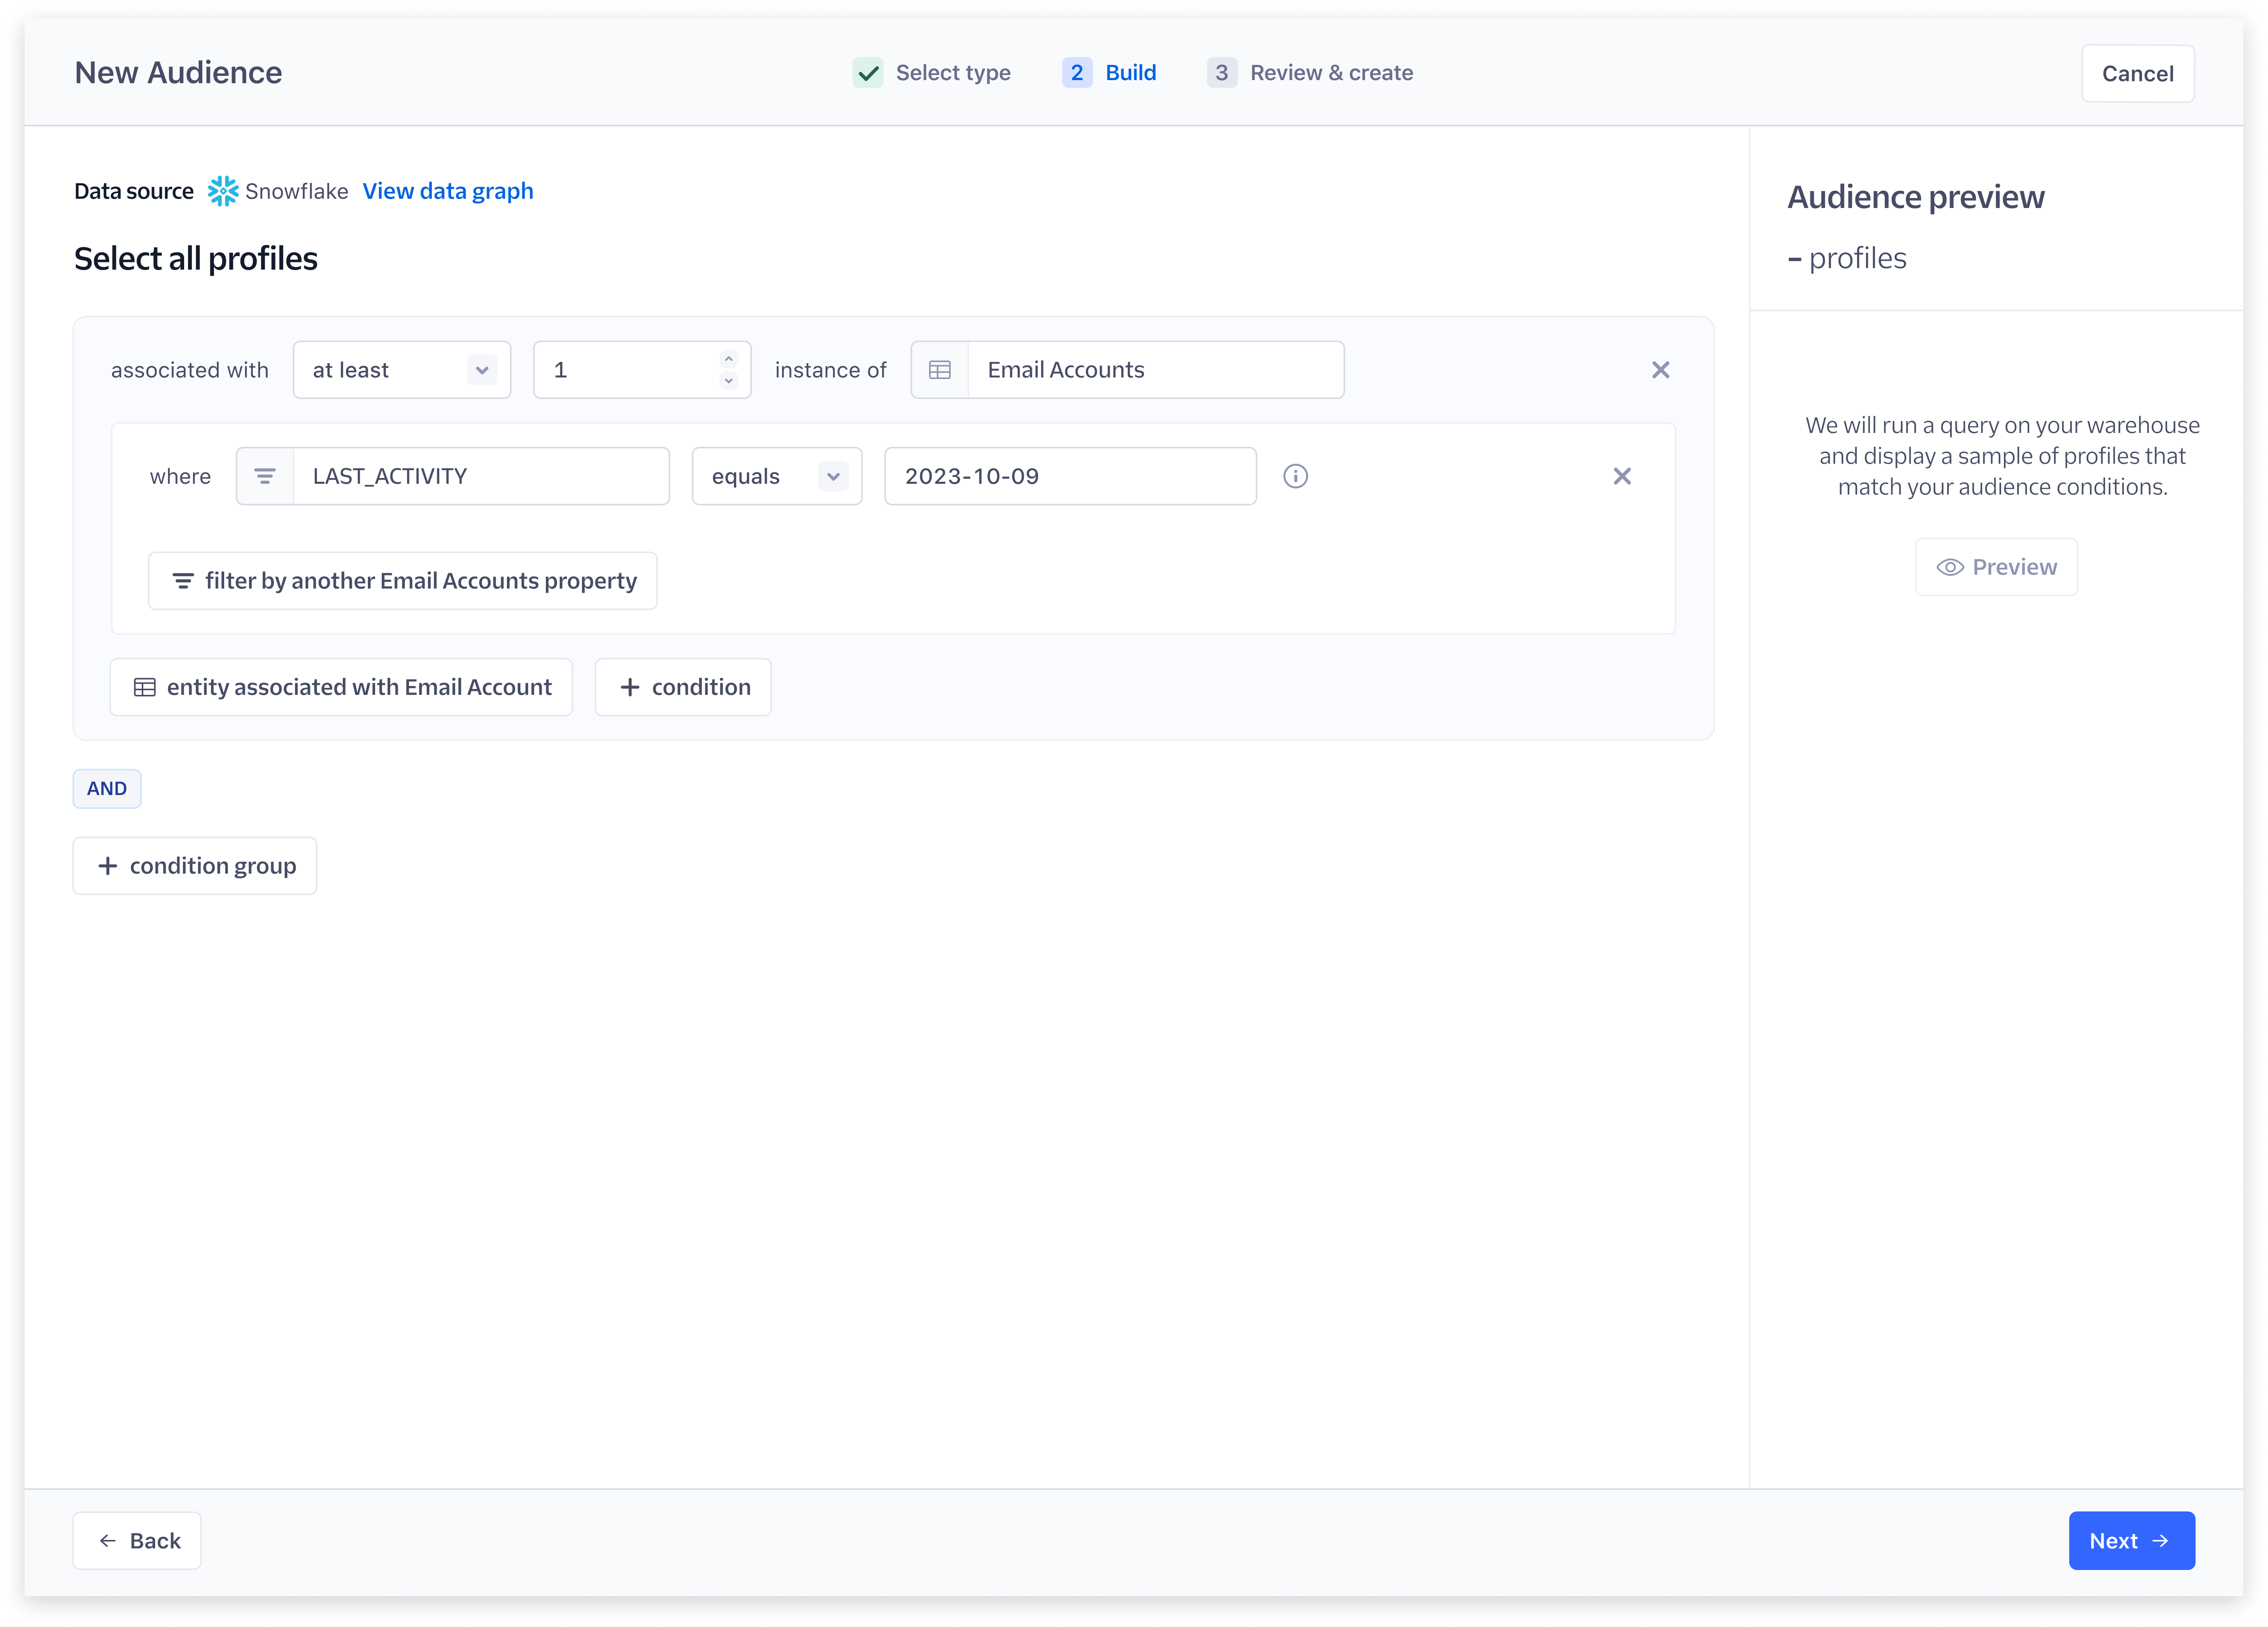 New Audience
Select type
2 Build
3 Review & create
Cancel
Data source Snowflake View data graph
Select all profiles
associated with at least 1 instance of Email Accounts
where LAST_ACTIVITY equals 2023-10-09
filter by another Email Accounts property
entity associated with Email Account
+ condition
AND
+ condition group
Audience preview
– profiles
We will run a query on your warehouse
and display a sample of profiles that
match your audience conditions.
Preview
← Back
Next →